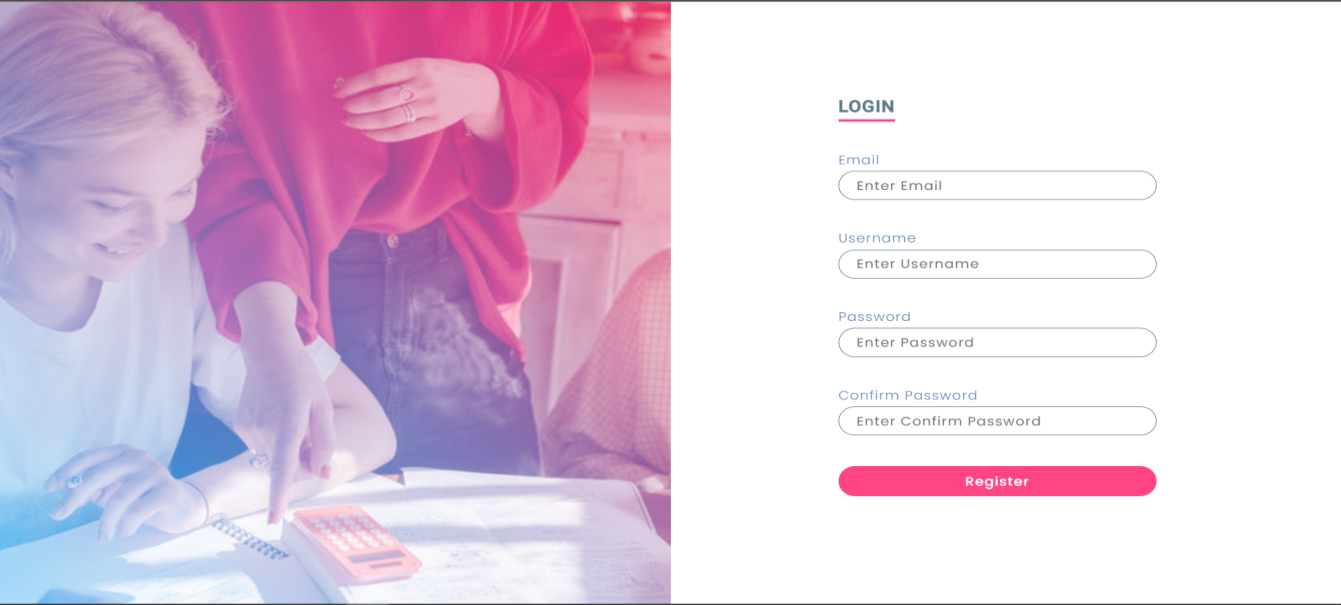 LOGIN
Email
Enter Email
Username
Enter Username
Password
Enter Password
Confirm Password
Enter Confirm Password
Register